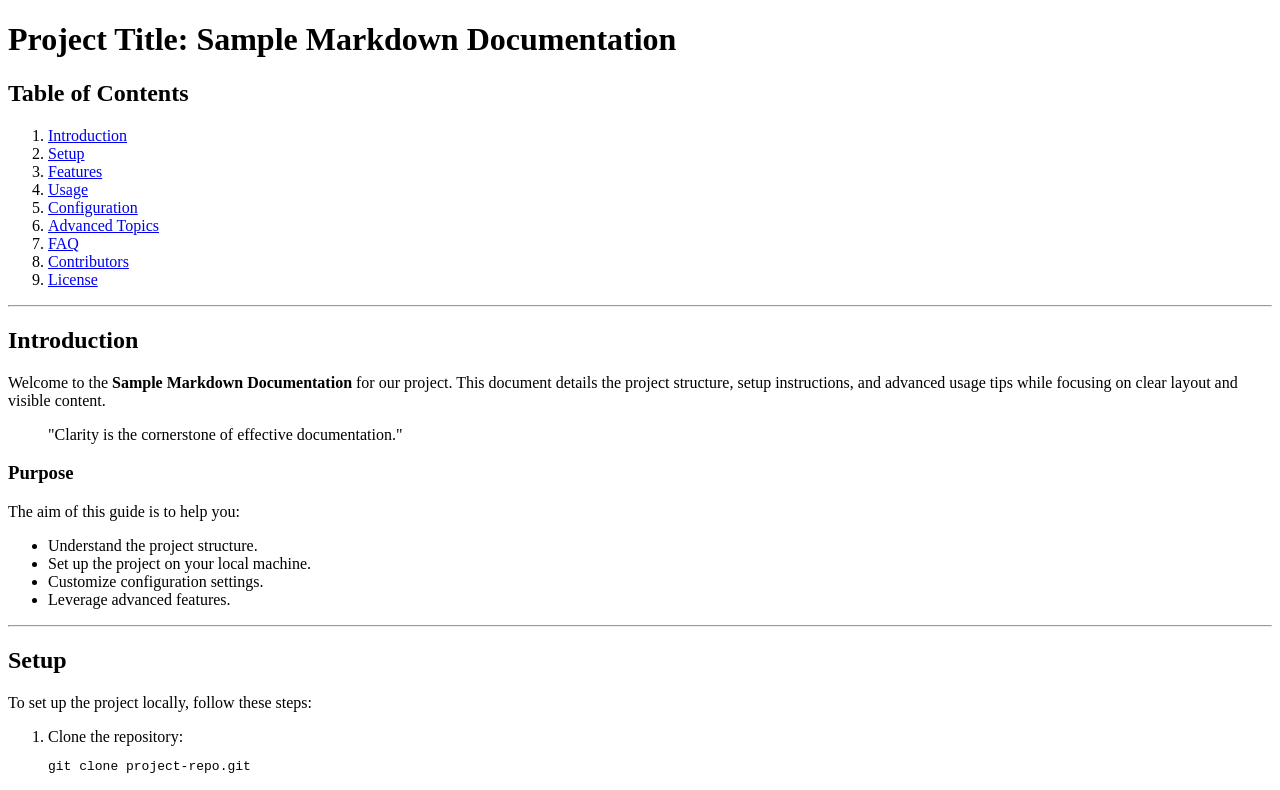 Project Title: Sample Markdown Documentation
Table of Contents
1. Introduction
2. Setup
3. Features
4. Usage
5. Configuration
6. Advanced Topics
7. FAQ
8. Contributors
9. License
Introduction
Welcome to the Sample Markdown Documentation for our project. This document details the project structure, setup instructions, and advanced usage tips while focusing on clear layout and
visible content.
"Clarity is the cornerstone of effective documentation."
Purpose
The aim of this guide is to help you:
• Understand the project structure.
• Set up the project on your local machine.
• Customize configuration settings.
• Leverage advanced features.
Setup
To set up the project locally, follow these steps:
1. Clone the repository:
git clone project-repo.git